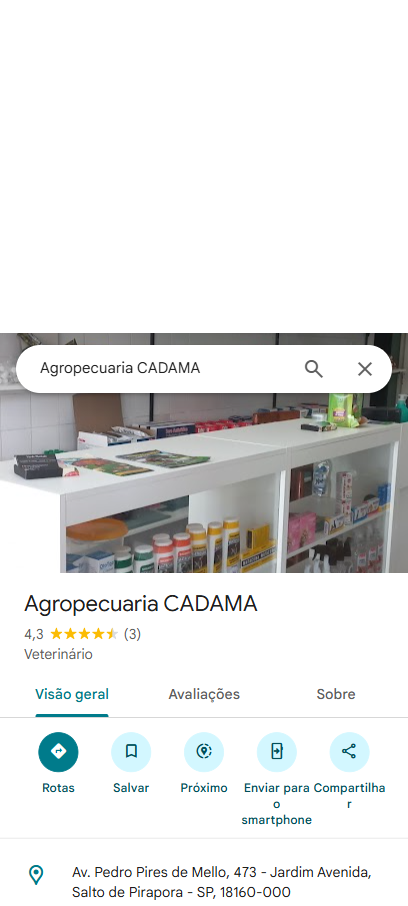 Agropecuaria CADAMA
Agropecuaria CADAMA
4,3 (3)
Veterinário
Visão geral Avaliações Sobre
Rotas Salvar Próximo Enviar para o smartphone Compartilhar
Av. Pedro Pires de Mello, 473 - Jardim Avenida,
Salto de Pirapora - SP, 18160-000